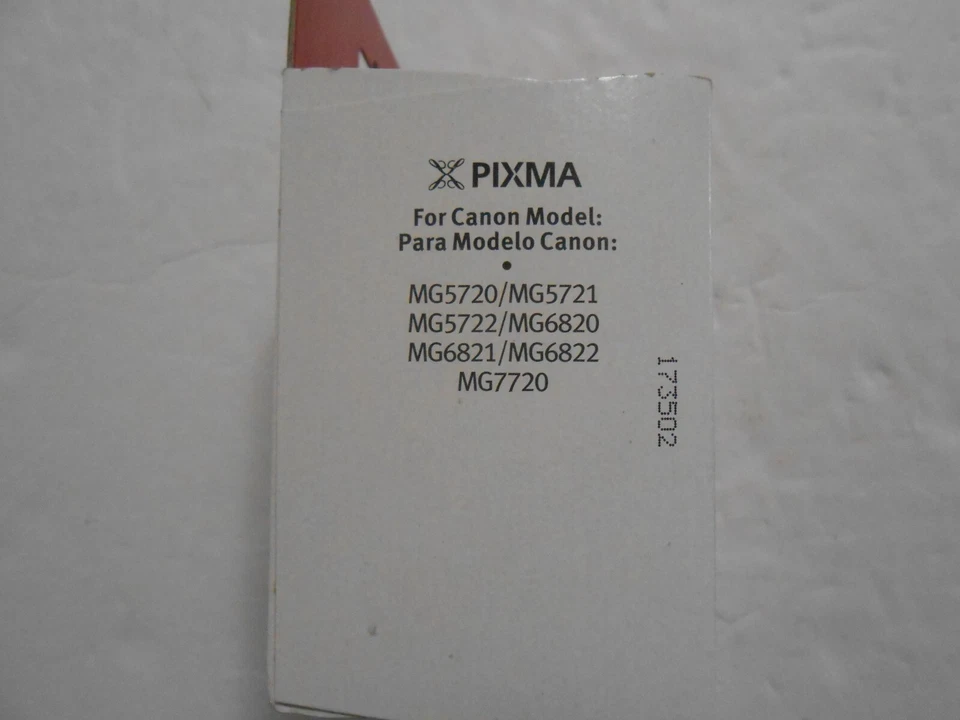 PIXMA
For Canon Model:
Para Modelo Canon:
•
MG5720/MG5721
MG5722/MG6820
MG6821/MG6822
MG7720
173502